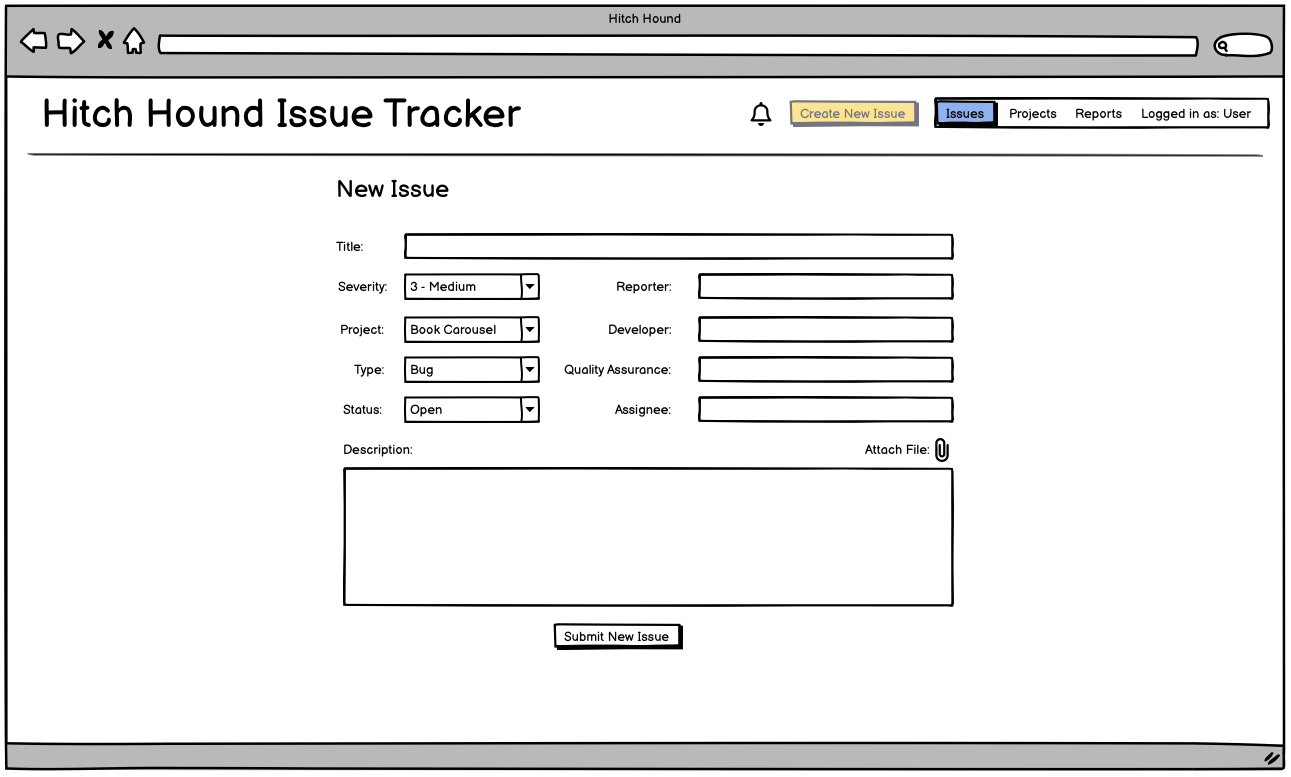 Hitch Hound
Hitch Hound Issue Tracker
Create New Issue
Issues Projects Reports Logged in as: User
New Issue
Title:
Severity: 3 - Medium Reporter:
Project: Book Carousel Developer:
Type: Bug Quality Assurance:
Status: Open Assignee:
Description: Attach File:
Submit New Issue